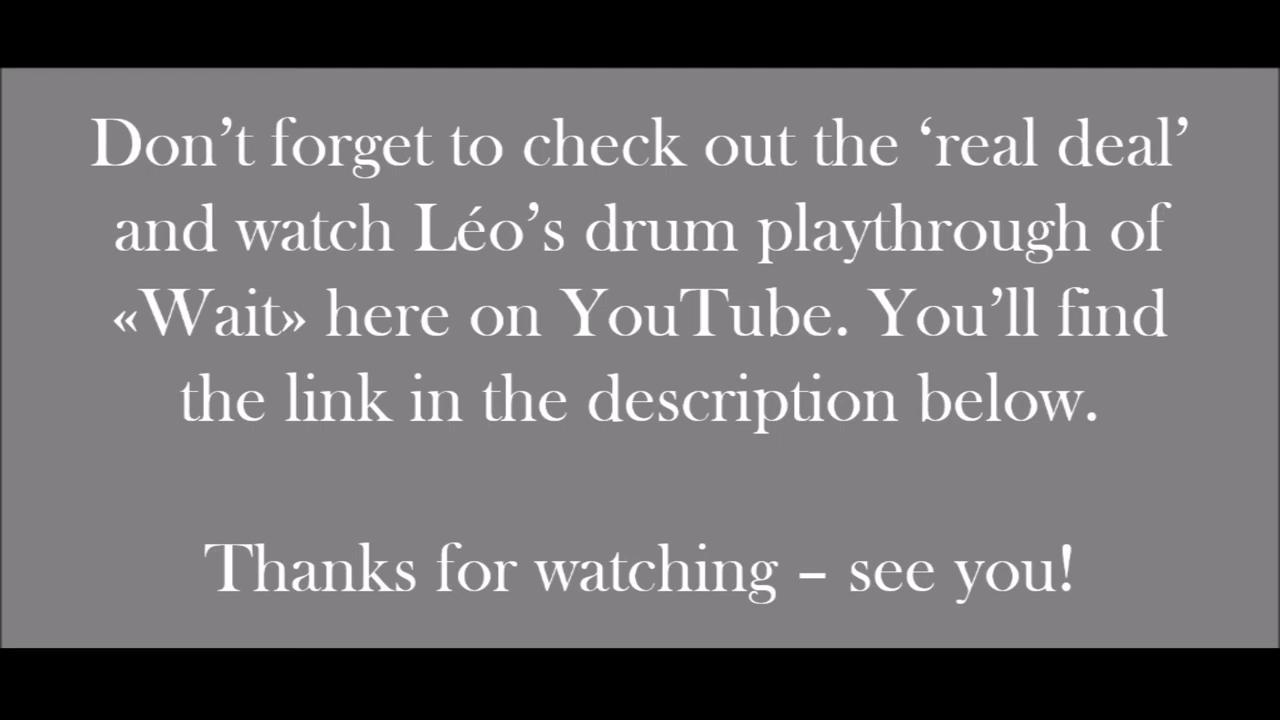 Don’t forget to check out the ‘real deal’
and watch Léo’s drum playthrough of
«Wait» here on YouTube. You’ll find
the link in the description below.
Thanks for watching – see you!